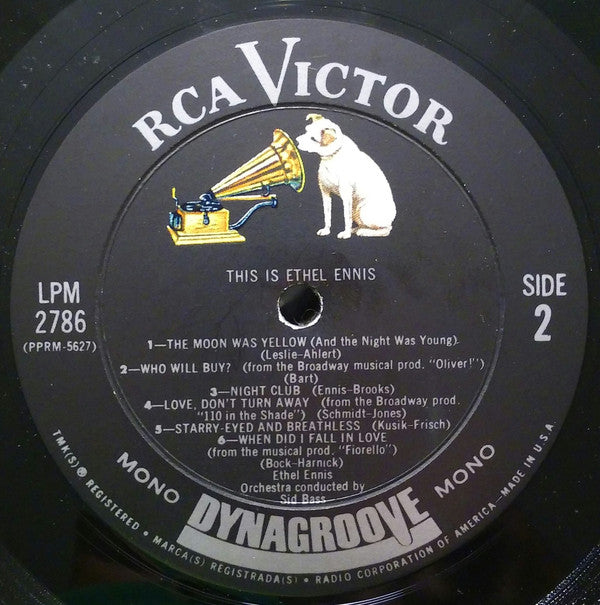 RCA VICTOR
THIS IS ETHEL ENNIS
LPM
2786
(PPRM-5627)
SIDE
2
1—THE MOON WAS YELLOW (And the Night Was Young)
(Leslie-Ahlert)
2—WHO WILL BUY? (from the Broadway musical prod. "Oliver!")
(Bart)
3—NIGHT CLUB (Ennis-Brooks)
4—LOVE, DON'T TURN AWAY (from the Broadway prod.
"110 in the Shade") (Schmidt-Jones)
5—STARRY-EYED AND BREATHLESS (Kusik-Frisch)
6—WHEN DID I FALL IN LOVE
(from the musical prod. "Fiorello")
(Bock-Harnick)
Ethel Ennis
Orchestra conducted by
Sid Bass
MONO
DYNAGROOVE
MONO
TMK(S) ® REGISTERED • MARCA(S) REGISTRADA(S) • RADIO CORPORATION OF AMERICA—MADE IN U.S.A